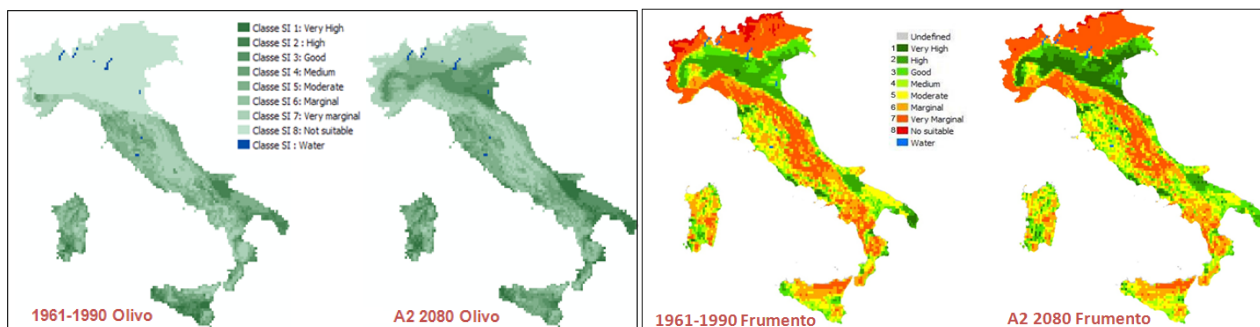 Classe SI 1: Very High
Classe SI 2 : High
Classe SI 3: Good
Classe SI 4: Medium
Classe SI 5: Moderate
Classe SI 6: Marginal
Classe SI 7: Very marginal
Classe SI 8: Not suitable
Classe SI : Water
1961-1990 Olivo
A2 2080 Olivo
Undefined
1 Very High
2 High
3 Good
4 Medium
5 Moderate
6 Marginal
7 Very Marginal
8 No suitable
Water
1961-1990 Frumento
A2 2080 Frumento